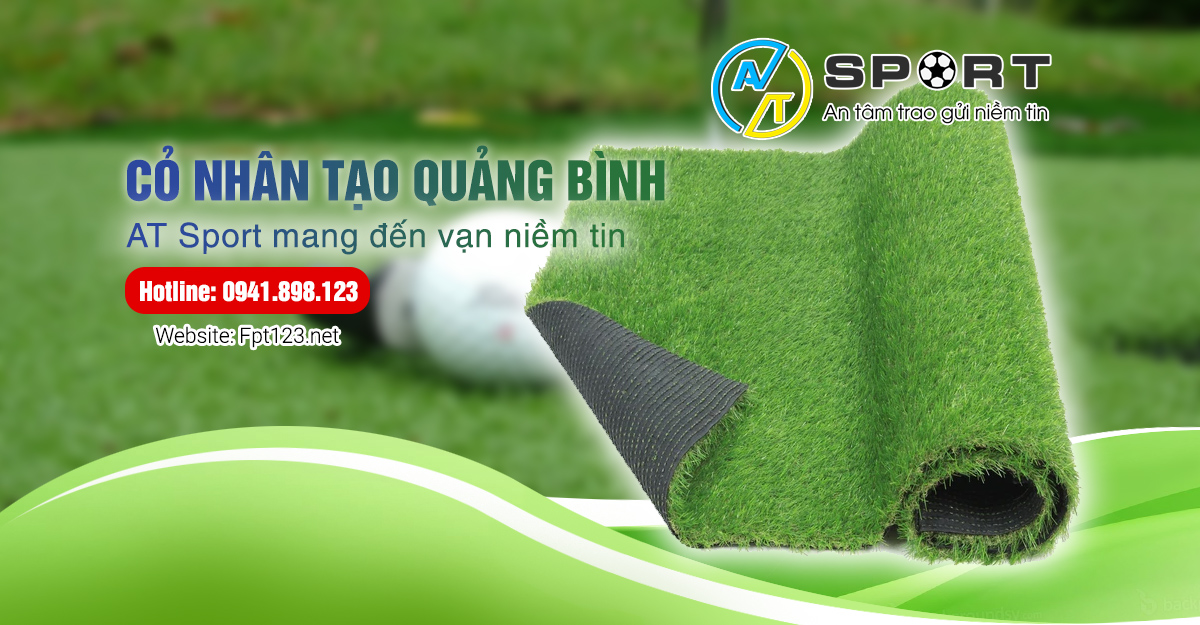 AT SPORT
An tâm trao gửi niềm tin
CỎ NHÂN TẠO QUẢNG BÌNH
AT Sport mang đến vạn niềm tin
Hotline: 0941.898.123
Website: Fpt123.net